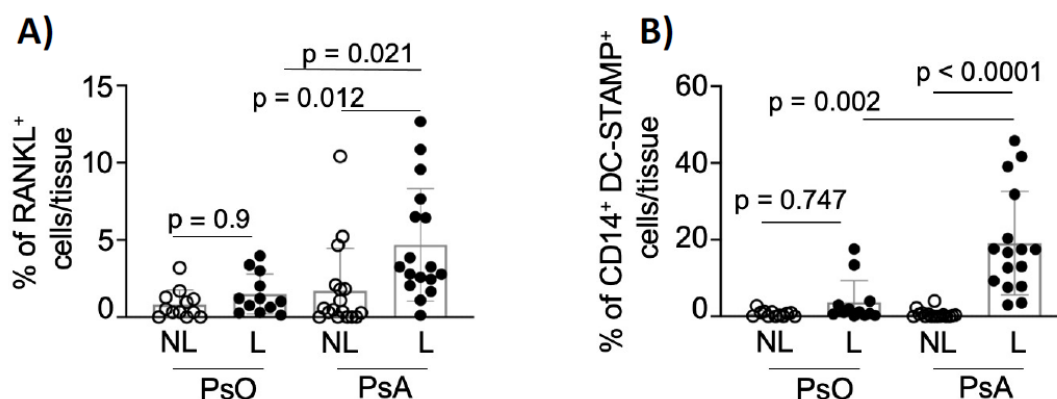 A)
% of RANKL⁺
cells/tissue
15
10
5
0
p = 0.021
p = 0.012
p = 0.9
NL
L
NL
L
PsO
PsA
B)
% of CD14⁺ DC-STAMP⁺
cells/tissue
60
40
20
0
p < 0.0001
p = 0.002
p = 0.747
NL
L
NL
L
PsO
PsA